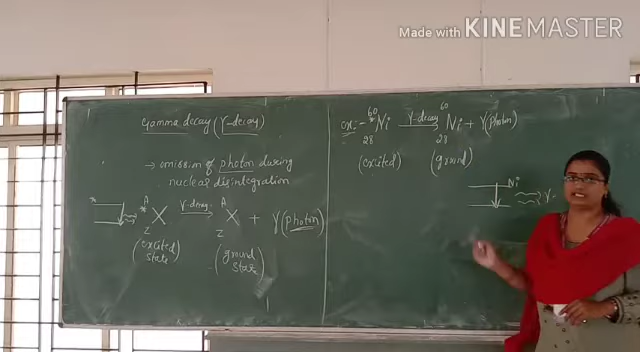 Made with KINEMASTER
Gamma decay (γ-decay)
→ emission of photon during
nuclear disintegration
* A X γ-decay→ A X + γ (photon)
Z Z
(excited state) (ground state)
ex:- 60 * Ni γ-decay→ 60 Ni + γ (photon)
28 28
(excited) (ground)
Ni
γ